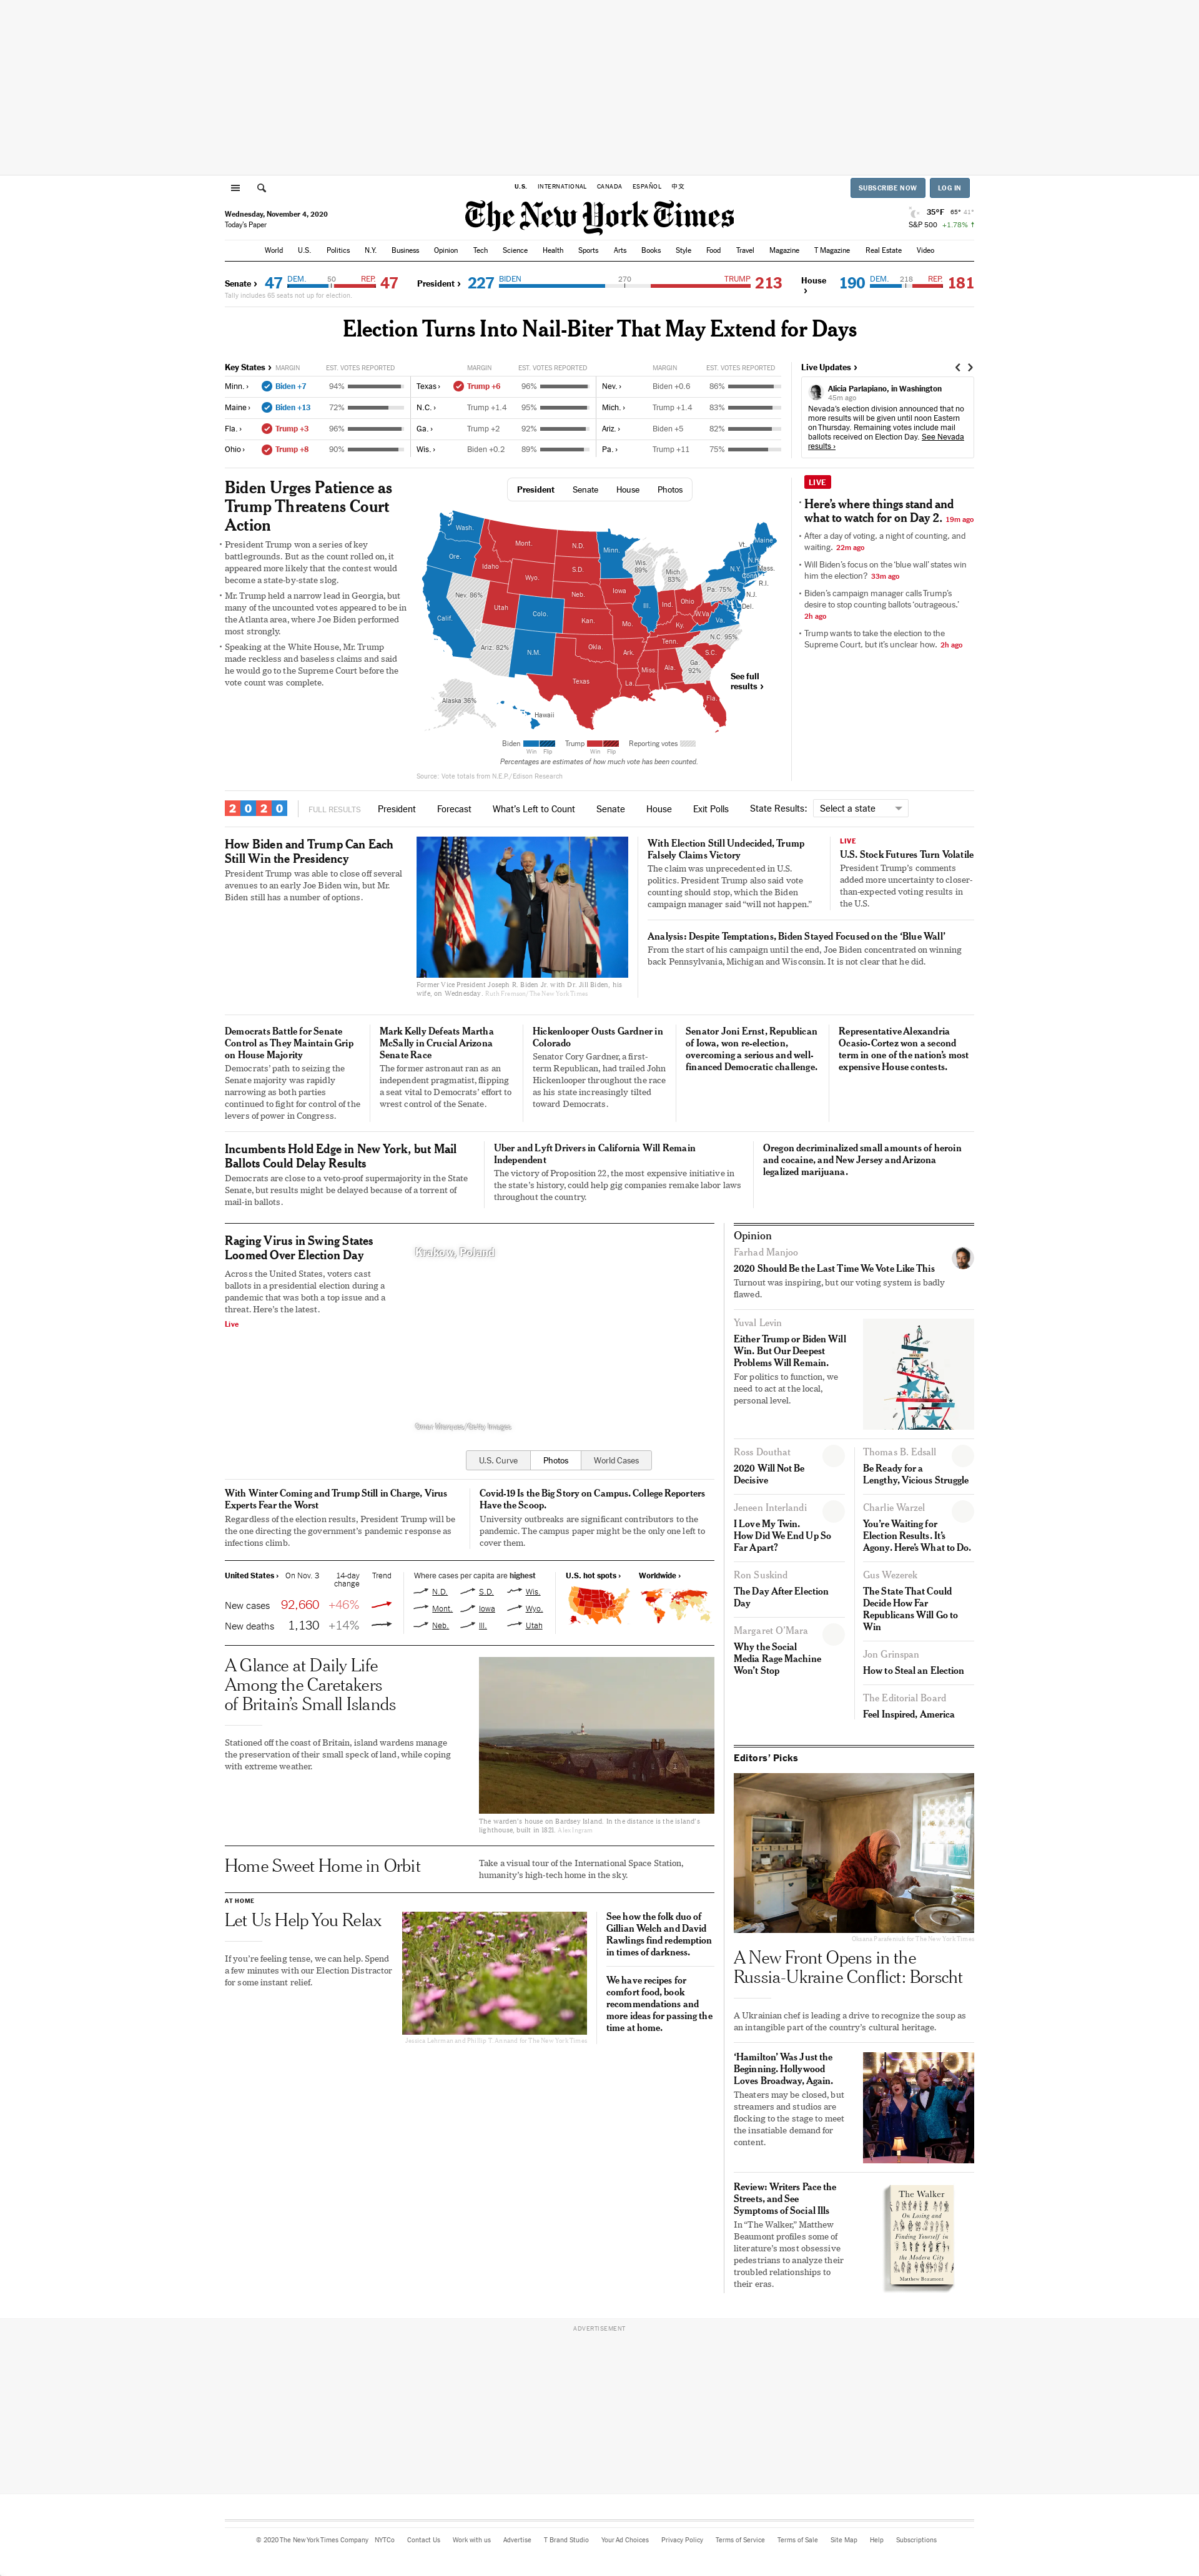 U.S. INTERNATIONAL CANADA ESPAÑOL 中文
SUBSCRIBE NOW LOG IN
Wednesday, November 4, 2020
Today's Paper
The New York Times
35°F 65° 41°
S&P 500 +1.78% ↑
World U.S. Politics N.Y. Business Opinion Tech Science Health Sports Arts Books Style Food Travel Magazine T Magazine Real Estate Video
Senate › 47 DEM. 50 REP. 47
Tally includes 65 seats not up for election.
President › 227 BIDEN 270 TRUMP 213
House › 190 DEM. 218 REP. 181
Election Turns Into Nail-Biter That May Extend for Days
Key States › MARGIN EST. VOTES REPORTED MARGIN EST. VOTES REPORTED MARGIN EST. VOTES REPORTED
Minn. › Biden +7 94% Texas › Trump +6 96% Nev. › Biden +0.6 86%
Maine › Biden +13 72% N.C. › Trump +1.4 95% Mich. › Trump +1.4 83%
Fla. › Trump +3 96% Ga. › Trump +2 92% Ariz. › Biden +5 82%
Ohio › Trump +8 90% Wis. › Biden +0.2 89% Pa. › Trump +11 75%
Live Updates ›
Alicia Parlapiano, in Washington
45m ago
Nevada's election division announced that no
more results will be given until noon Eastern
on Thursday. Remaining votes include mail
ballots received on Election Day. See Nevada
results ›
Biden Urges Patience as
Trump Threatens Court
Action
• President Trump won a series of key
battlegrounds. But as the count rolled on, it
appeared more likely that the contest would
become a state-by-state slog.
• Mr. Trump held a narrow lead in Georgia, but
many of the uncounted votes appeared to be in
the Atlanta area, where Joe Biden performed
most strongly.
• Speaking at the White House, Mr. Trump
made reckless and baseless claims and said
he would go to the Supreme Court before the
vote count was complete.
President Senate House Photos
Wash.
Ore.
Calif.
Nev. 86%
Idaho
Mont.
Wyo.
Utah
Colo.
Ariz. 82%
N.M.
N.D.
S.D.
Neb.
Kan.
Okla.
Texas
Minn.
Iowa
Mo.
Ark.
La.
Wis.
89%
Ill.
Mich.
83%
Ind.
Ohio
Ky.
Tenn.
Miss.
Ala.
Ga.
92%
Fla.
S.C.
N.C. 95%
Va.
W.Va.
Pa. 75%
N.Y.
Vt.
Maine
Mass.
R.I.
N.J.
Del.
Alaska 36%
Hawaii
See full
results ›
Biden Win Flip Trump Win Flip Reporting votes
Percentages are estimates of how much vote has been counted.
Source: Vote totals from N.E.P./Edison Research
LIVE
• Here's where things stand and
what to watch for on Day 2. 19m ago
• After a day of voting, a night of counting, and
waiting. 22m ago
• Will Biden's focus on the 'blue wall' states win
him the election? 33m ago
• Biden's campaign manager calls Trump's
desire to stop counting ballots 'outrageous.'
2h ago
• Trump wants to take the election to the
Supreme Court, but it's unclear how. 2h ago
2020 FULL RESULTS President Forecast What's Left to Count Senate House Exit Polls State Results: Select a state
How Biden and Trump Can Each
Still Win the Presidency
President Trump was able to close off several
avenues to an early Joe Biden win, but Mr.
Biden still has a number of options.
Former Vice President Joseph R. Biden Jr. with Dr. Jill Biden, his
wife, on Wednesday. Ruth Fremson/The New York Times
With Election Still Undecided, Trump
Falsely Claims Victory
The claim was unprecedented in U.S.
politics. President Trump also said vote
counting should stop, which the Biden
campaign manager said "will not happen."
LIVE
U.S. Stock Futures Turn Volatile
President Trump's comments
added more uncertainty to closer-
than-expected voting results in
the U.S.
Analysis: Despite Temptations, Biden Stayed Focused on the 'Blue Wall'
From the start of his campaign until the end, Joe Biden concentrated on winning
back Pennsylvania, Michigan and Wisconsin. It is not clear that he did.
Democrats Battle for Senate
Control as They Maintain Grip
on House Majority
Democrats' path to seizing the
Senate majority was rapidly
narrowing as both parties
continued to fight for control of the
levers of power in Congress.
Mark Kelly Defeats Martha
McSally in Crucial Arizona
Senate Race
The former astronaut ran as an
independent pragmatist, flipping
a seat vital to Democrats' effort to
wrest control of the Senate.
Hickenlooper Ousts Gardner in
Colorado
Senator Cory Gardner, a first-
term Republican, had trailed John
Hickenlooper throughout the race
as his state increasingly tilted
toward Democrats.
Senator Joni Ernst, Republican
of Iowa, won re-election,
overcoming a serious and well-
financed Democratic challenge.
Representative Alexandria
Ocasio-Cortez won a second
term in one of the nation's most
expensive House contests.
Incumbents Hold Edge in New York, but Mail
Ballots Could Delay Results
Democrats are close to a veto-proof supermajority in the State
Senate, but results might be delayed because of a torrent of
mail-in ballots.
Uber and Lyft Drivers in California Will Remain
Independent
The victory of Proposition 22, the most expensive initiative in
the state's history, could help gig companies remake labor laws
throughout the country.
Oregon decriminalized small amounts of heroin
and cocaine, and New Jersey and Arizona
legalized marijuana.
Raging Virus in Swing States
Loomed Over Election Day
Across the United States, voters cast
ballots in a presidential election during a
pandemic that was both a top issue and a
threat. Here's the latest.
Live
Krakow, Poland
Omar Marques/Getty Images
U.S. Curve Photos World Cases
With Winter Coming and Trump Still in Charge, Virus
Experts Fear the Worst
Regardless of the election results, President Trump will be
the one directing the government's pandemic response as
infections climb.
Covid-19 Is the Big Story on Campus. College Reporters
Have the Scoop.
University outbreaks are significant contributors to the
pandemic. The campus paper might be the only one left to
cover them.
United States › On Nov. 3 14-day change Trend
New cases 92,660 +46%
New deaths 1,130 +14%
Where cases per capita are highest
N.D. S.D. Wis.
Mont. Iowa Wyo.
Neb. Ill. Utah
U.S. hot spots › Worldwide ›
A Glance at Daily Life
Among the Caretakers
of Britain's Small Islands
Stationed off the coast of Britain, island wardens manage
the preservation of their small speck of land, while coping
with extreme weather.
The warden's house on Bardsey Island. In the distance is the island's
lighthouse, built in 1821. Alex Ingram
Home Sweet Home in Orbit
Take a visual tour of the International Space Station,
humanity's high-tech home in the sky.
AT HOME
Let Us Help You Relax
If you're feeling tense, we can help. Spend
a few minutes with our Election Distractor
for some instant relief.
Jessica Lehrman and Phillip T. Annand for The New York Times
See how the folk duo of
Gillian Welch and David
Rawlings find redemption
in times of darkness.
We have recipes for
comfort food, book
recommendations and
more ideas for passing the
time at home.
Opinion
Farhad Manjoo
2020 Should Be the Last Time We Vote Like This
Turnout was inspiring, but our voting system is badly
flawed.
Yuval Levin
Either Trump or Biden Will
Win. But Our Deepest
Problems Will Remain.
For politics to function, we
need to act at the local,
personal level.
Ross Douthat
2020 Will Not Be
Decisive
Jeneen Interlandi
I Love My Twin.
How Did We End Up So
Far Apart?
Ron Suskind
The Day After Election
Day
Margaret O'Mara
Why the Social
Media Rage Machine
Won't Stop
Thomas B. Edsall
Be Ready for a
Lengthy, Vicious Struggle
Charlie Warzel
You're Waiting for
Election Results. It's
Agony. Here's What to Do.
Gus Wezerek
The State That Could
Decide How Far
Republicans Will Go to
Win
Jon Grinspan
How to Steal an Election
The Editorial Board
Feel Inspired, America
Editors' Picks
Oksana Parafeniuk for The New York Times
A New Front Opens in the
Russia-Ukraine Conflict: Borscht
A Ukrainian chef is leading a drive to recognize the soup as
an intangible part of the country's cultural heritage.
'Hamilton' Was Just the
Beginning. Hollywood
Loves Broadway, Again.
Theaters may be closed, but
streamers and studios are
flocking to the stage to meet
the insatiable demand for
content.
Review: Writers Pace the
Streets, and See
Symptoms of Social Ills
In "The Walker," Matthew
Beaumont profiles some of
literature's most obsessive
pedestrians to analyze their
troubled relationships to
their eras.
The Walker
On Losing and
Finding Yourself in
the Modern City
Matthew Beaumont
ADVERTISEMENT
© 2020 The New York Times Company NYTCo Contact Us Work with us Advertise T Brand Studio Your Ad Choices Privacy Policy Terms of Service Terms of Sale Site Map Help Subscriptions